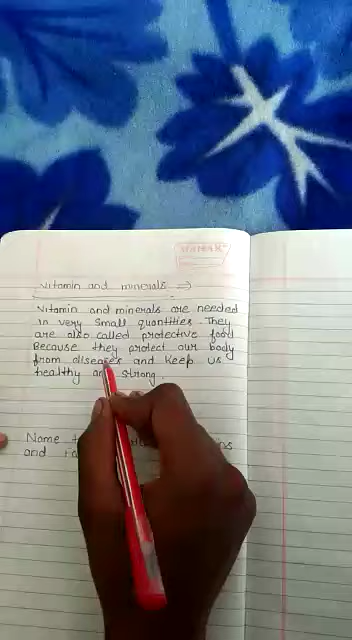 Vitamin and minerals ⇒
Vitamin and minerals are needed
in very small quantities. They
are also called protective food
Because they protect our body
from diseases and keep us
healthy and strong.
Name
and